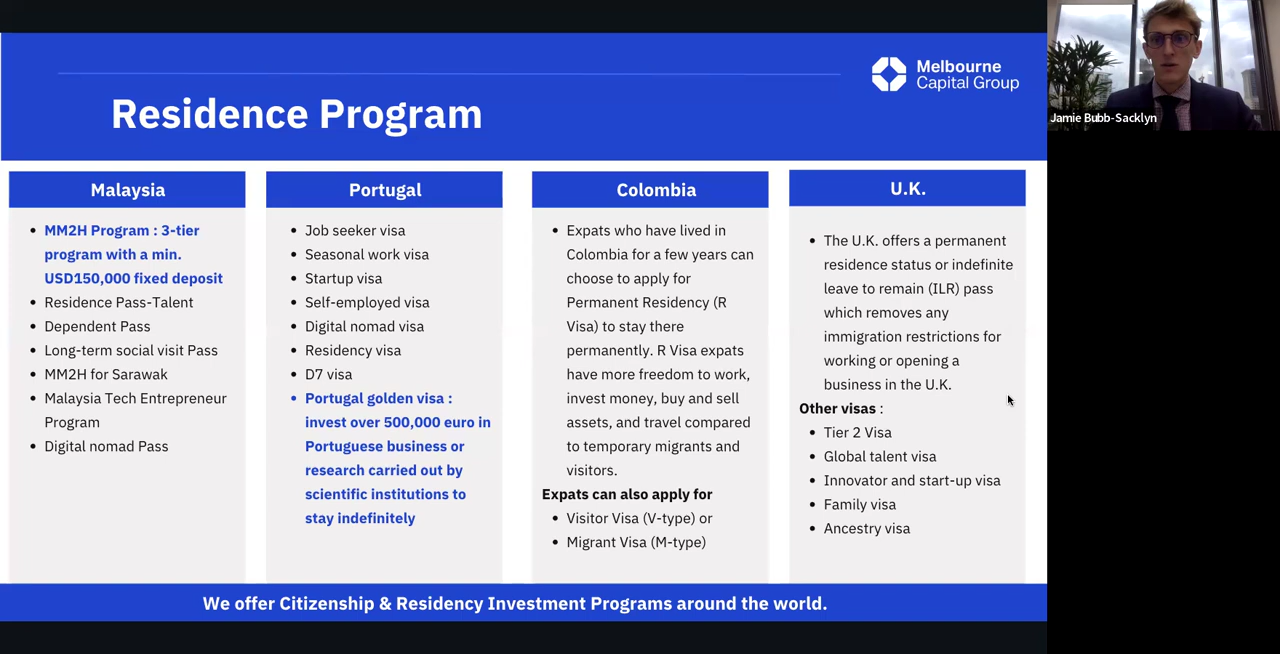 Melbourne
Capital Group
Residence Program
Jamie Bubb-Sacklyn
Malaysia
• MM2H Program : 3-tier
program with a min.
USD150,000 fixed deposit
• Residence Pass-Talent
• Dependent Pass
• Long-term social visit Pass
• MM2H for Sarawak
• Malaysia Tech Entrepreneur
Program
• Digital nomad Pass
Portugal
• Job seeker visa
• Seasonal work visa
• Startup visa
• Self-employed visa
• Digital nomad visa
• Residency visa
• D7 visa
• Portugal golden visa :
invest over 500,000 euro in
Portuguese business or
research carried out by
scientific institutions to
stay indefinitely
Colombia
• Expats who have lived in
Colombia for a few years can
choose to apply for
Permanent Residency (R
Visa) to stay there
permanently. R Visa expats
have more freedom to work,
invest money, buy and sell
assets, and travel compared
to temporary migrants and
visitors.
Expats can also apply for
• Visitor Visa (V-type) or
• Migrant Visa (M-type)
U.K.
• The U.K. offers a permanent
residence status or indefinite
leave to remain (ILR) pass
which removes any
immigration restrictions for
working or opening a
business in the U.K.
Other visas :
• Tier 2 Visa
• Global talent visa
• Innovator and start-up visa
• Family visa
• Ancestry visa
We offer Citizenship & Residency Investment Programs around the world.